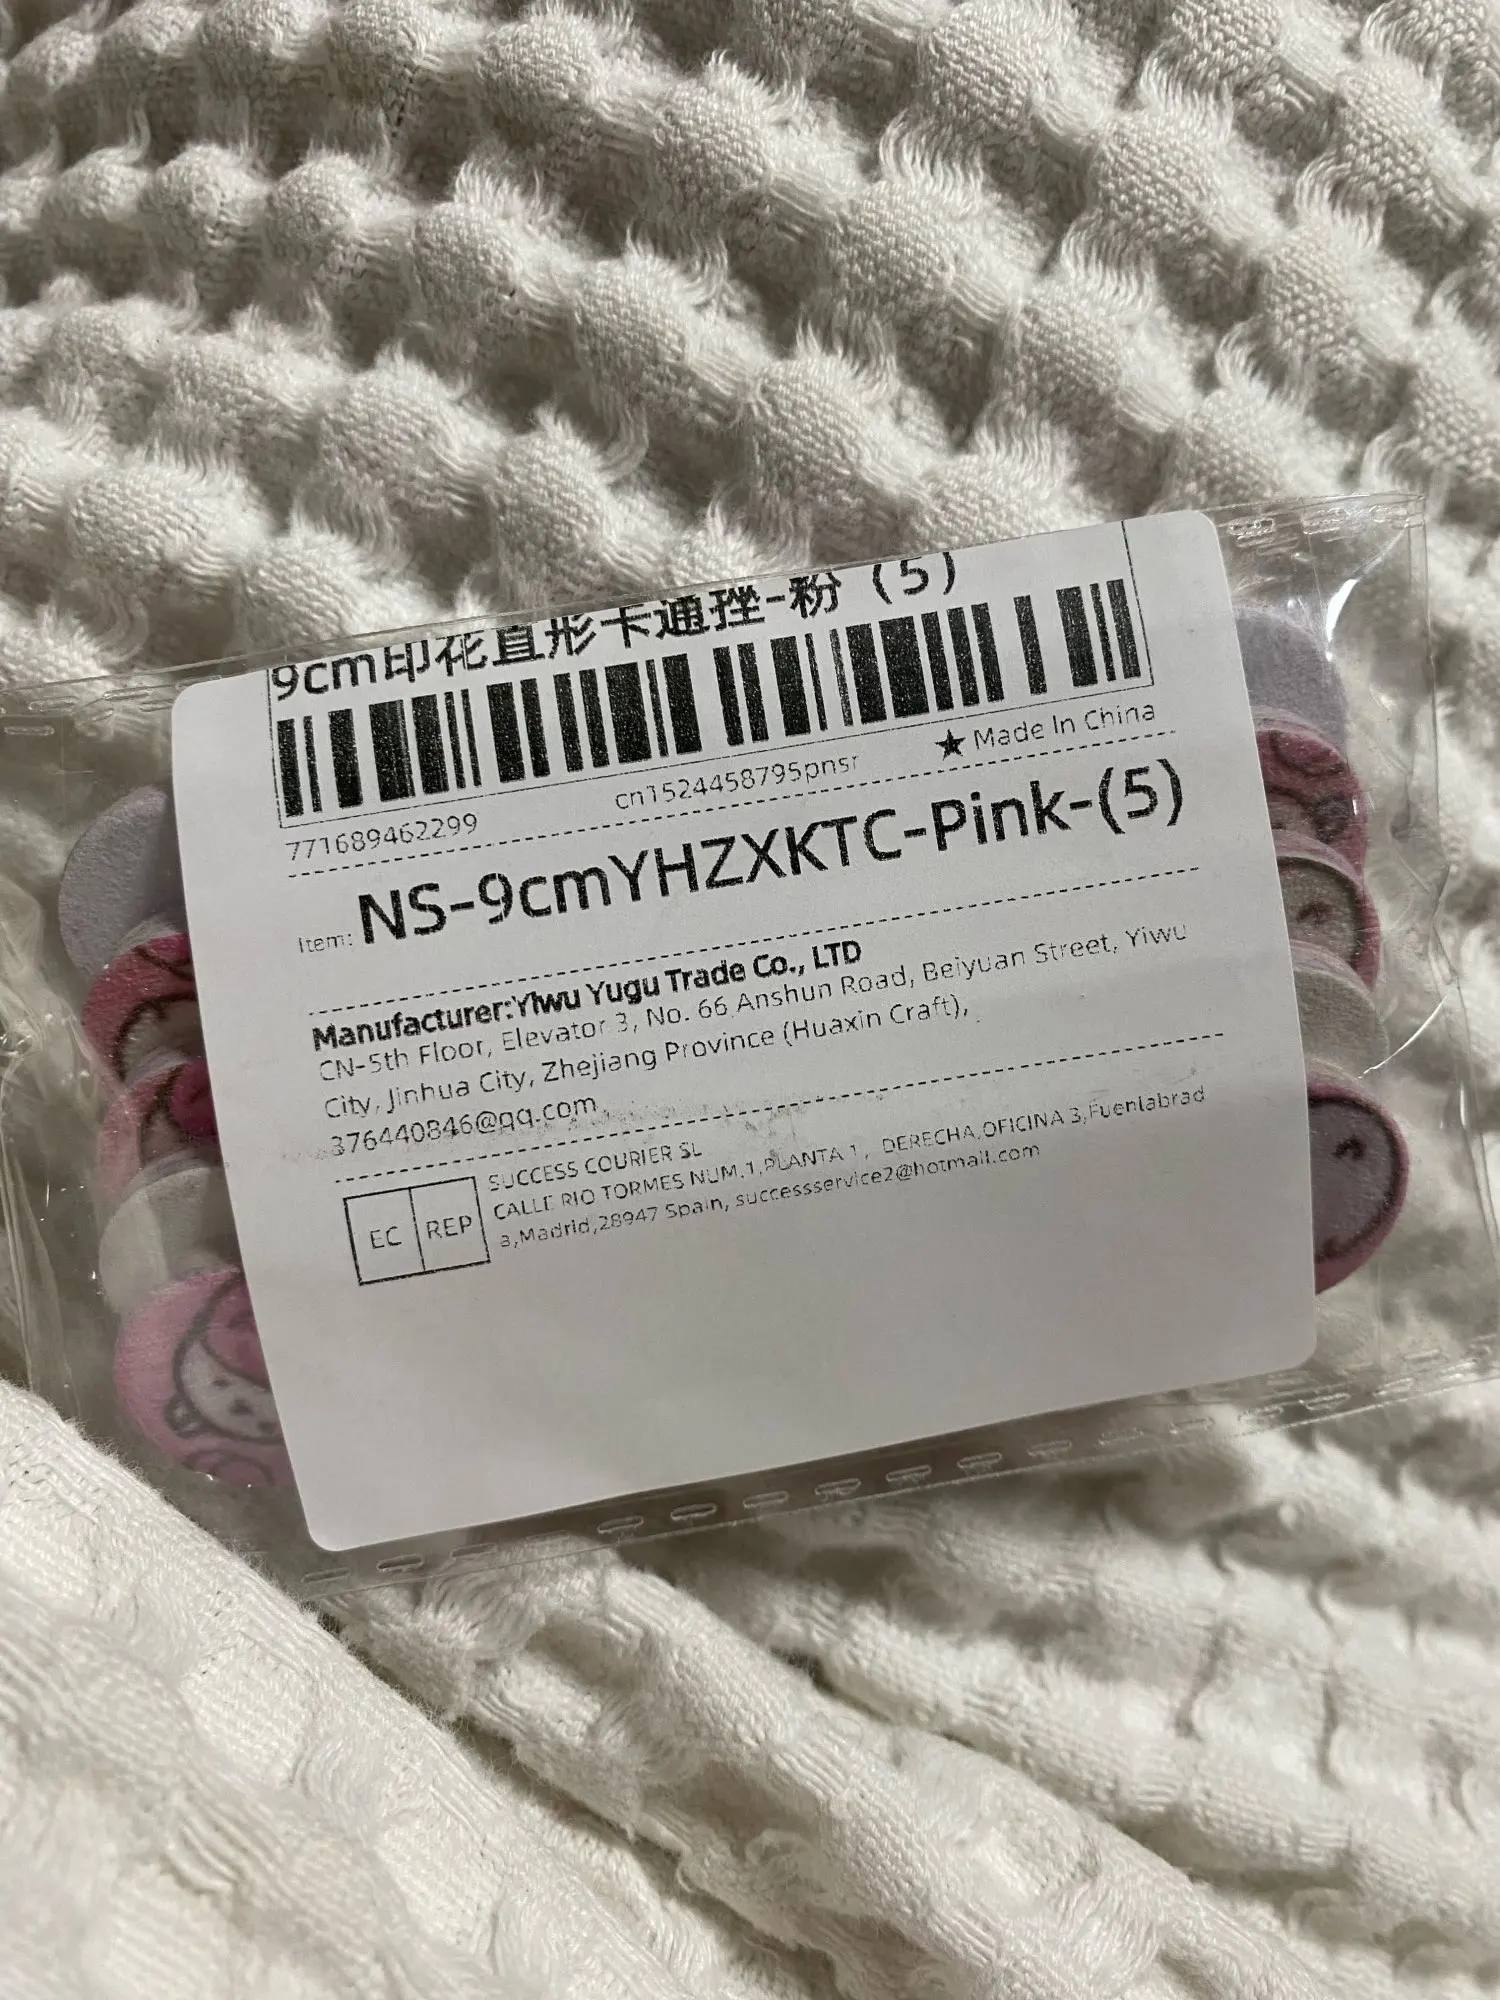 9cm印花直形卡通挫-粉（5）
771689462299
cn1524458795pnsr
★ Made In China
Item: NS-9cmYHZXKTC-Pink-(5)
Manufacturer:Yiwu Yugu Trade Co., LTD
CN-5th Floor, Elevator 3, No. 66 Anshun Road, Beiyuan Street, Yiwu
City, Jinhua City, Zhejiang Province (Huaxin Craft),
376440846@qq.com
EC REP
SUCCESS COURIER SL
CALLE RIO TORMES NUM,1,PLANTA 1, DERECHA,OFICINA 3,Fuenlabrad
a,Madrid,28947 Spain, successservice2@hotmail.com